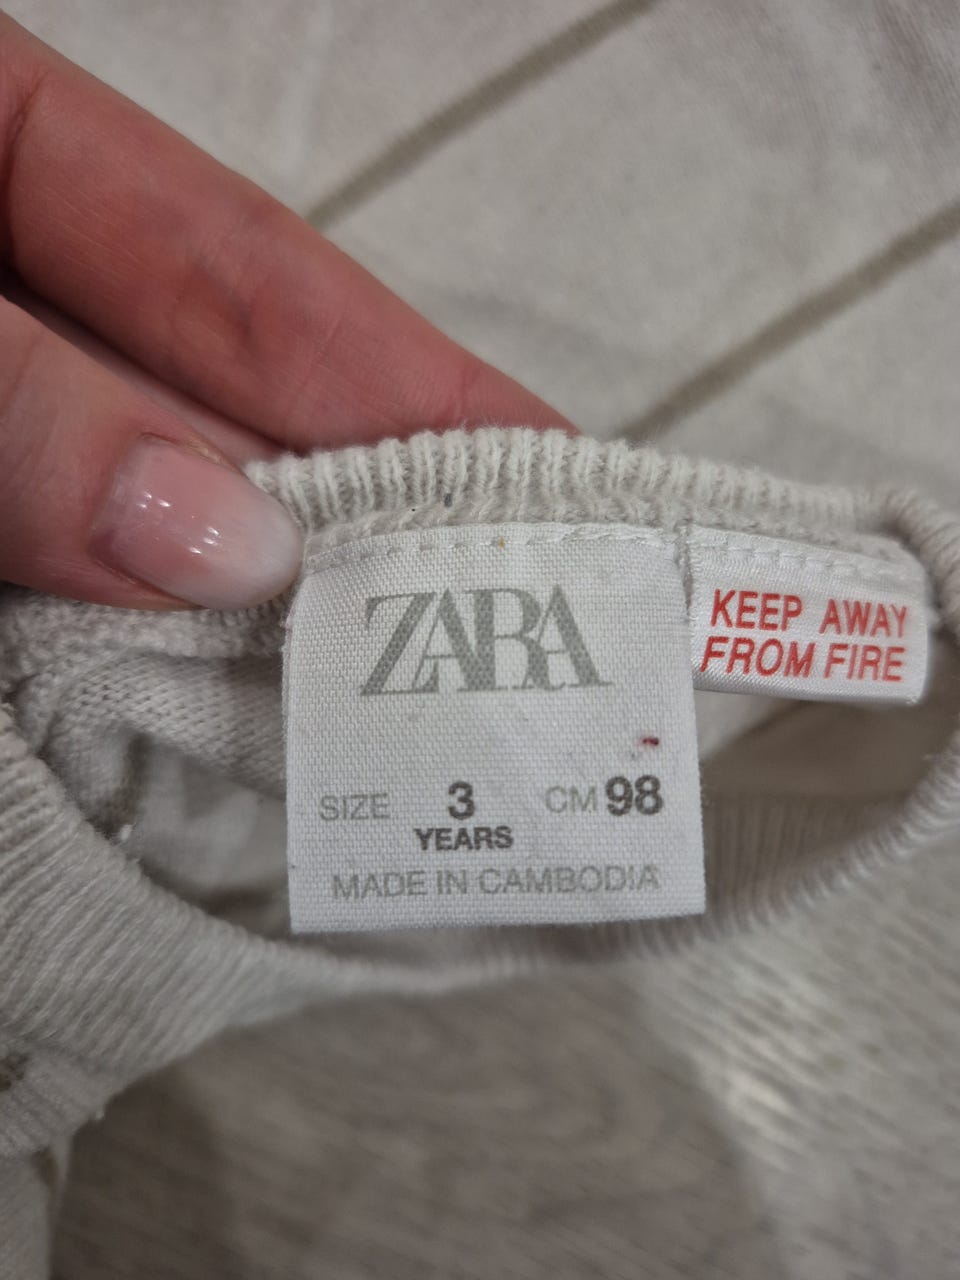 ZARA
SIZE 3 CM 98
YEARS
MADE IN CAMBODIA
KEEP AWAY
FROM FIRE